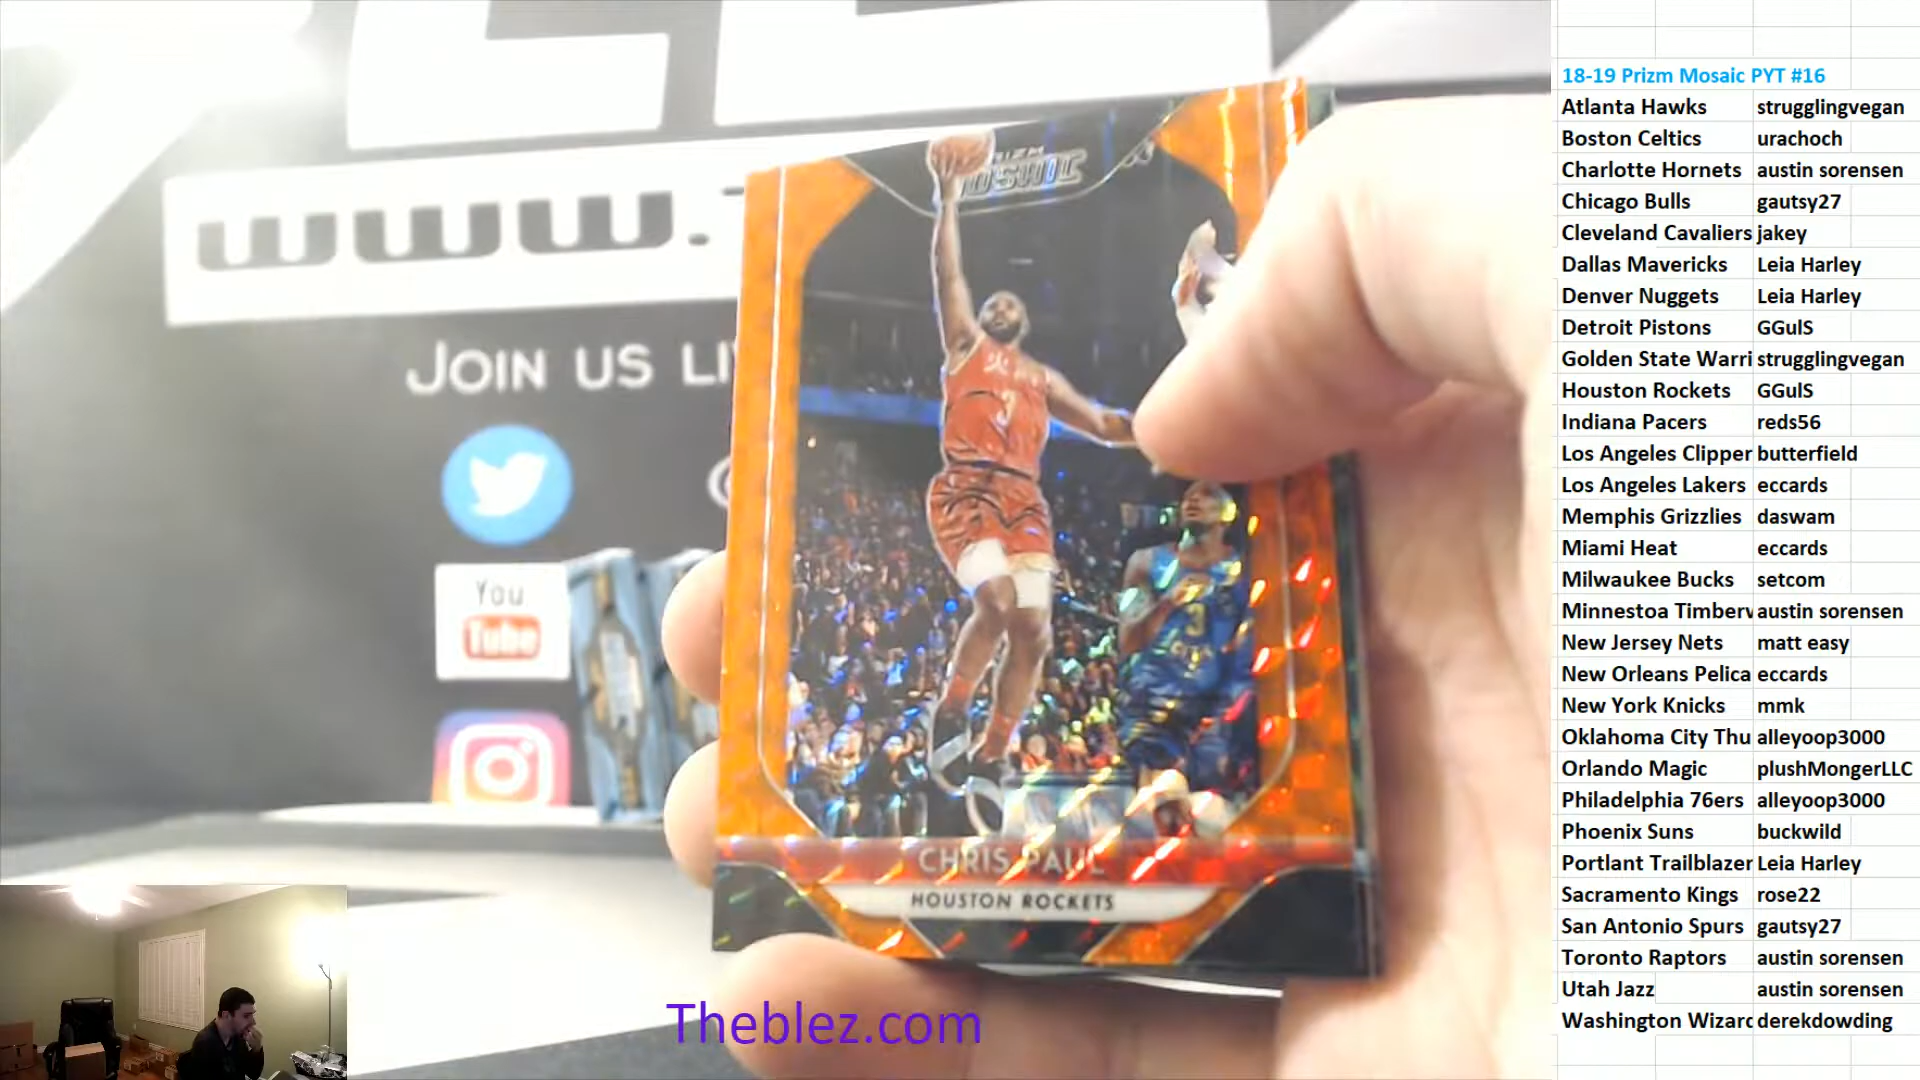 www.
JOIN US LI
You
Tube
MOSAIC
3
3
CHRIS PAUL
HOUSTON ROCKETS
Theblez.com
18-19 Prizm Mosaic PYT #16
Atlanta Hawks strugglingvegan
Boston Celtics urachoch
Charlotte Hornets austin sorensen
Chicago Bulls gautsy27
Cleveland Cavaliers jakey
Dallas Mavericks Leia Harley
Denver Nuggets Leia Harley
Detroit Pistons GGulS
Golden State Warri strugglingvegan
Houston Rockets GGulS
Indiana Pacers reds56
Los Angeles Clipper butterfield
Los Angeles Lakers eccards
Memphis Grizzlies daswam
Miami Heat eccards
Milwaukee Bucks setcom
Minnestoa Timberv austin sorensen
New Jersey Nets matt easy
New Orleans Pelica eccards
New York Knicks mmk
Oklahoma City Thu alleyoop3000
Orlando Magic plushMongerLLC
Philadelphia 76ers alleyoop3000
Phoenix Suns buckwild
Portlant Trailblazer Leia Harley
Sacramento Kings rose22
San Antonio Spurs gautsy27
Toronto Raptors austin sorensen
Utah Jazz austin sorensen
Washington Wizard derekdowding